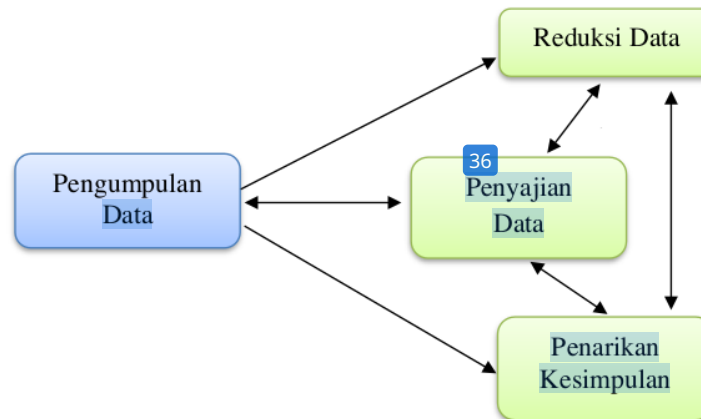 Reduksi Data
36
Pengumpulan
Data
Penyajian
Data
Penarikan
Kesimpulan